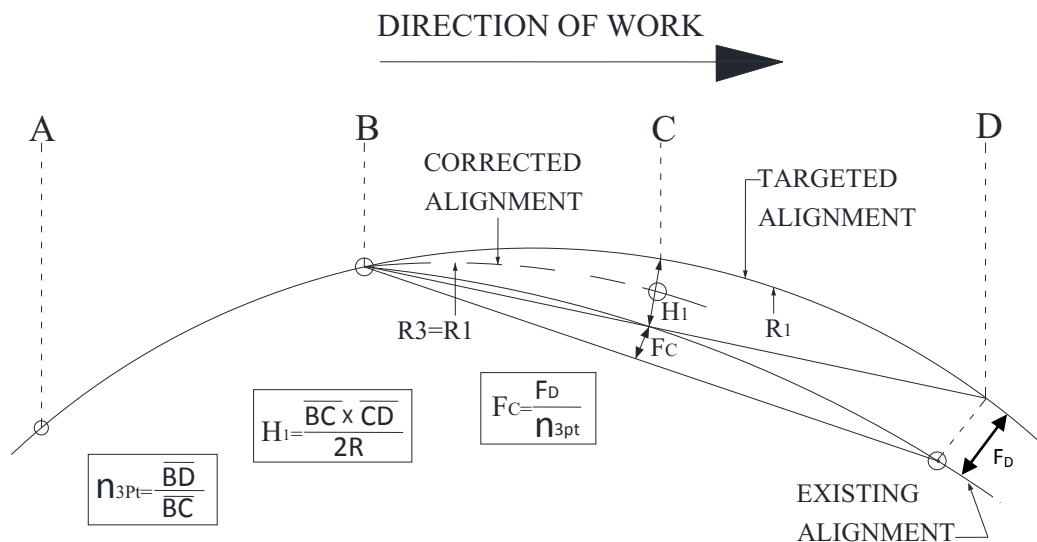 DIRECTION OF WORK
A
B
C
D
CORRECTED
ALIGNMENT
TARGETED
ALIGNMENT
H1
R3=R1
R1
FC
H1= BC x CD / 2R
FC= FD / n3pt
n3Pt= BD / BC
FD
EXISTING
ALIGNMENT